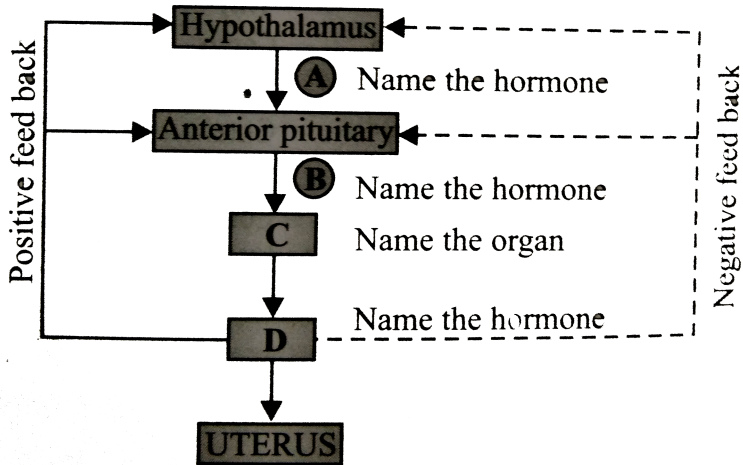 Hypothalamus
A Name the hormone
Anterior pituitary
B Name the hormone
C Name the organ
D Name the hormone
UTERUS
Positive feed back
Negative feed back